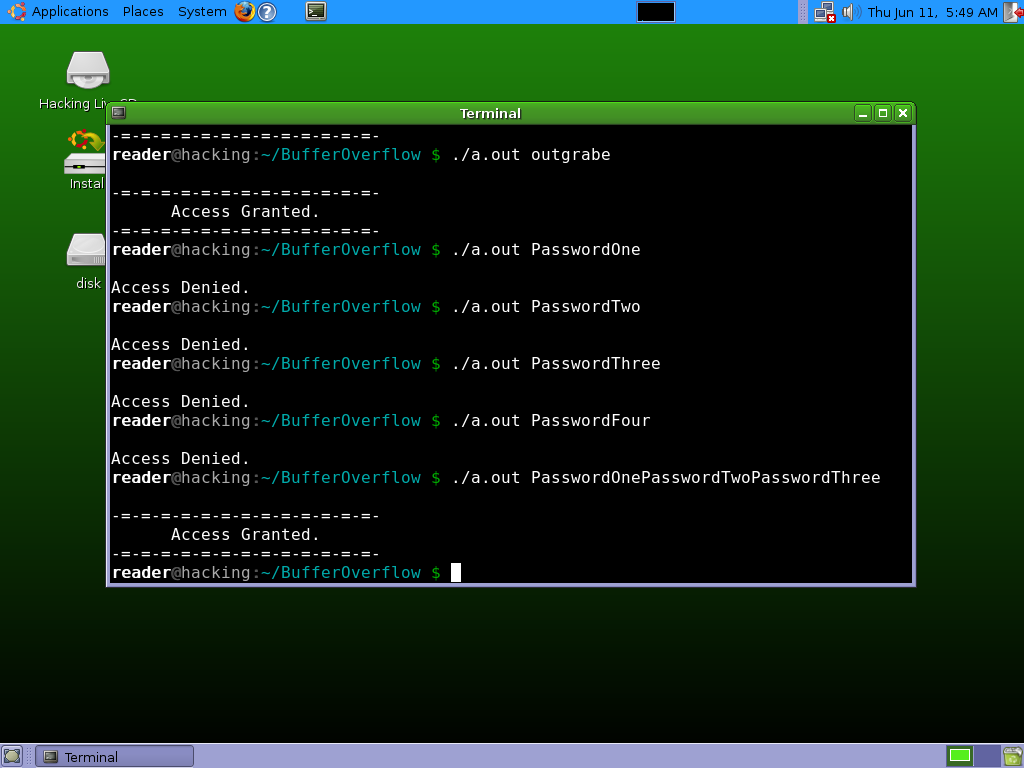 Applications Places System Thu Jun 11, 5:49 AM
Hacking Liv
Terminal
-=-=-=-=-=-=-=-=-=-=-=-=-=-
reader@hacking:~/BufferOverflow $ ./a.out outgrabe
Instal
-=-=-=-=-=-=-=-=-=-=-=-=-=-
Access Granted.
-=-=-=-=-=-=-=-=-=-=-=-=-=-
reader@hacking:~/BufferOverflow $ ./a.out PasswordOne
disk
Access Denied.
reader@hacking:~/BufferOverflow $ ./a.out PasswordTwo
Access Denied.
reader@hacking:~/BufferOverflow $ ./a.out PasswordThree
Access Denied.
reader@hacking:~/BufferOverflow $ ./a.out PasswordFour
Access Denied.
reader@hacking:~/BufferOverflow $ ./a.out PasswordOnePasswordTwoPasswordThree
-=-=-=-=-=-=-=-=-=-=-=-=-=-
Access Granted.
-=-=-=-=-=-=-=-=-=-=-=-=-=-
reader@hacking:~/BufferOverflow $
Terminal